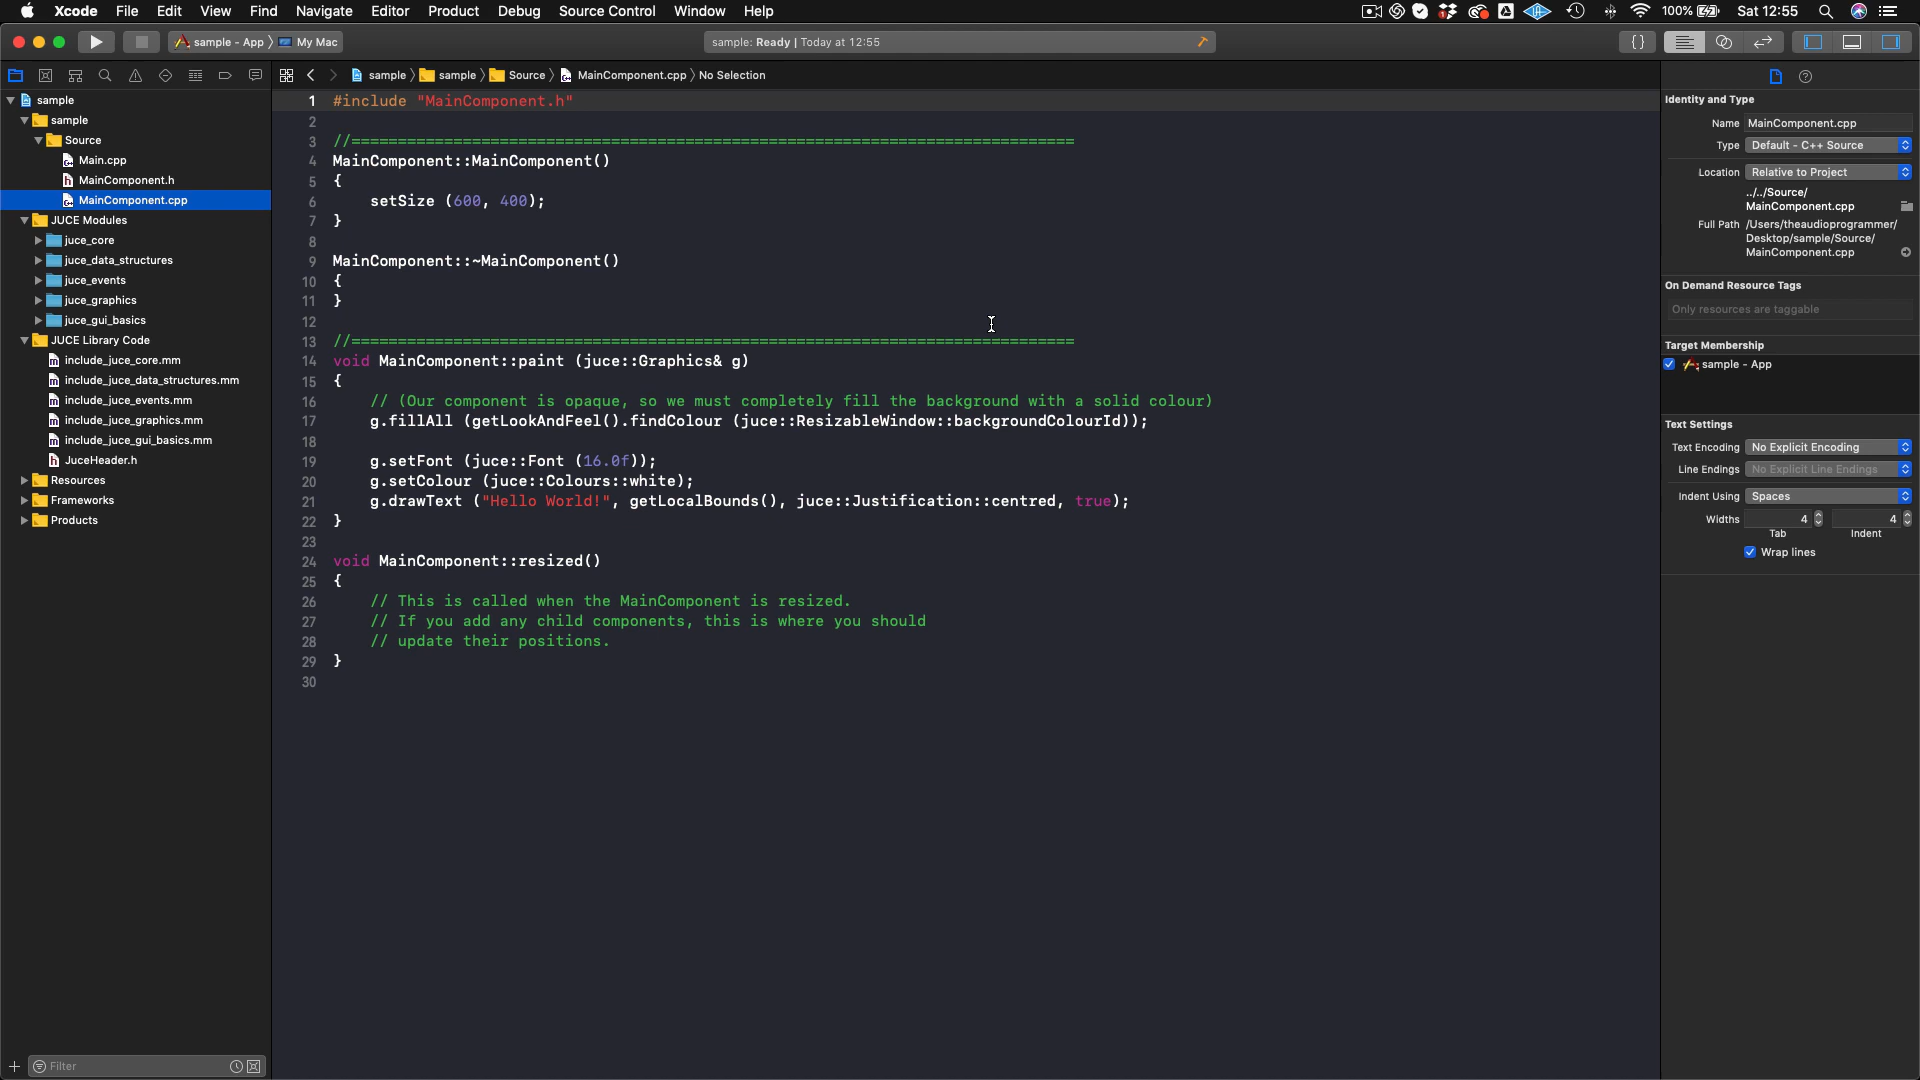 Xcode File Edit View Find Navigate Editor Product Debug Source Control Window Help 100% Sat 12:55
sample - App My Mac
sample: Ready | Today at 12:55
{}
sample sample Source MainComponent.cpp No Selection
sample
sample
Source
Main.cpp
MainComponent.h
MainComponent.cpp
JUCE Modules
juce_core
juce_data_structures
juce_events
juce_graphics
juce_gui_basics
JUCE Library Code
include_juce_core.mm
include_juce_data_structures.mm
include_juce_events.mm
include_juce_graphics.mm
include_juce_gui_basics.mm
JuceHeader.h
Resources
Frameworks
Products
Filter
1 #include "MainComponent.h"
2
3 //==============================================================================
4 MainComponent::MainComponent()
5 {
6     setSize (600, 400);
7 }
8
9 MainComponent::~MainComponent()
10 {
11 }
12
13 //==============================================================================
14 void MainComponent::paint (juce::Graphics& g)
15 {
16     // (Our component is opaque, so we must completely fill the background with a solid colour)
17     g.fillAll (getLookAndFeel().findColour (juce::ResizableWindow::backgroundColourId));
18
19     g.setFont (juce::Font (16.0f));
20     g.setColour (juce::Colours::white);
21     g.drawText ("Hello World!", getLocalBounds(), juce::Justification::centred, true);
22 }
23
24 void MainComponent::resized()
25 {
26     // This is called when the MainComponent is resized.
27     // If you add any child components, this is where you should
28     // update their positions.
29 }
30
Identity and Type
Name MainComponent.cpp
Type Default - C++ Source
Location Relative to Project
../../Source/
MainComponent.cpp
Full Path /Users/theaudioprogrammer/
Desktop/sample/Source/
MainComponent.cpp
On Demand Resource Tags
Only resources are taggable
Target Membership
sample - App
Text Settings
Text Encoding No Explicit Encoding
Line Endings No Explicit Line Endings
Indent Using Spaces
Widths 4 4
Tab Indent
Wrap lines